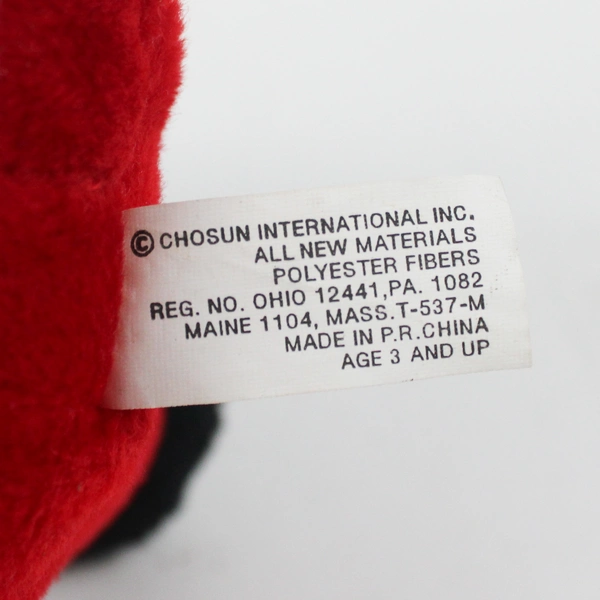 © CHOSUN INTERNATIONAL INC.
ALL NEW MATERIALS
POLYESTER FIBERS
REG. NO. OHIO 12441,PA. 1082
MAINE 1104, MASS.T-537-M
MADE IN P.R.CHINA
AGE 3 AND UP